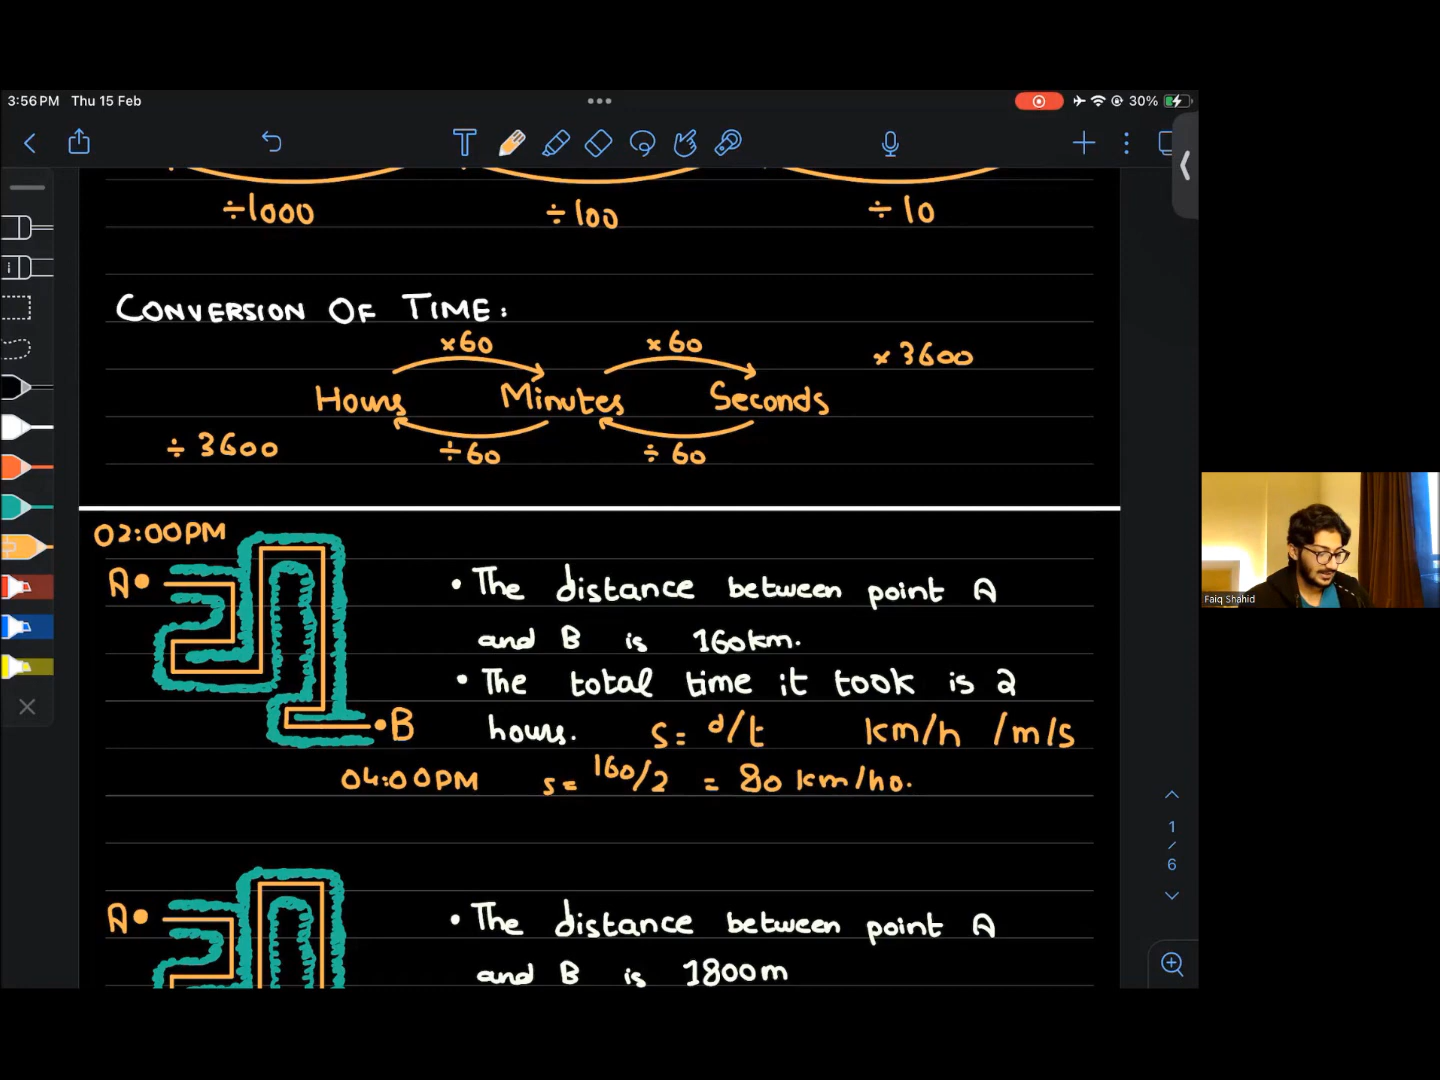 3:56 PM Thu 15 Feb
30%
÷1000 ÷100 ÷10
CONVERSION OF TIME:
×60 ×60 ×3600
Hours Minutes Seconds
÷3600 ÷60 ÷60
02:00PM
A
• The distance between point A
and B is 160km.
• The total time it took is 2
hours. s= d/t km/h /m/s
B
04:00PM s= 160/2 = 80 km/ho.
A
• The distance between point A
and B is 1800m
1
/
6
Faiq Shahid